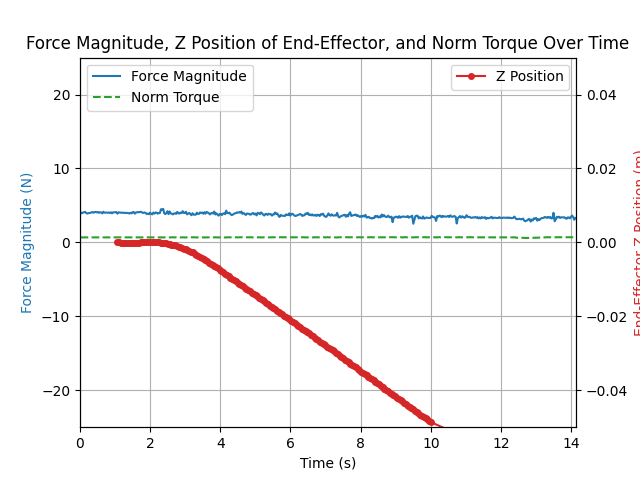 Force Magnitude, Z Position of End-Effector, and Norm Torque Over Time
Force Magnitude
Norm Torque
Z Position
Force Magnitude (N)
20
10
0
−10
−20
0.04
0.02
0.00
−0.02
−0.04
End-Effector Z Position (m)
0
2
4
6
8
10
12
14
Time (s)